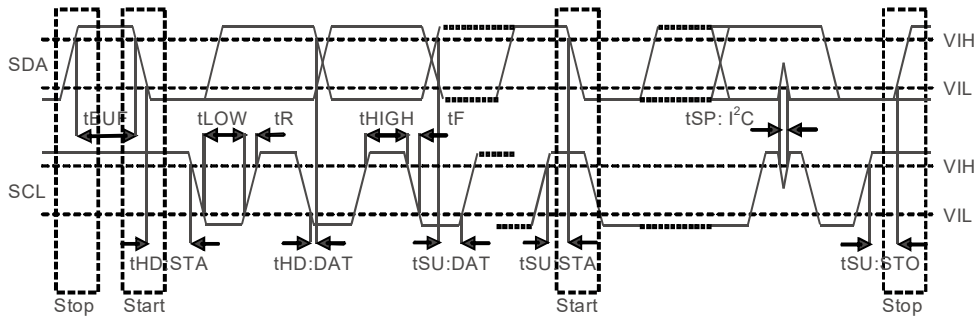 VIH
SDA
VIL
tBUF
tLOW
tR
tHIGH
tF
tSP: I²C
VIH
SCL
VIL
tHD:STA
tHD:DAT
tSU:DAT
tSU:STA
tSU:STO
Stop
Start
Start
Stop